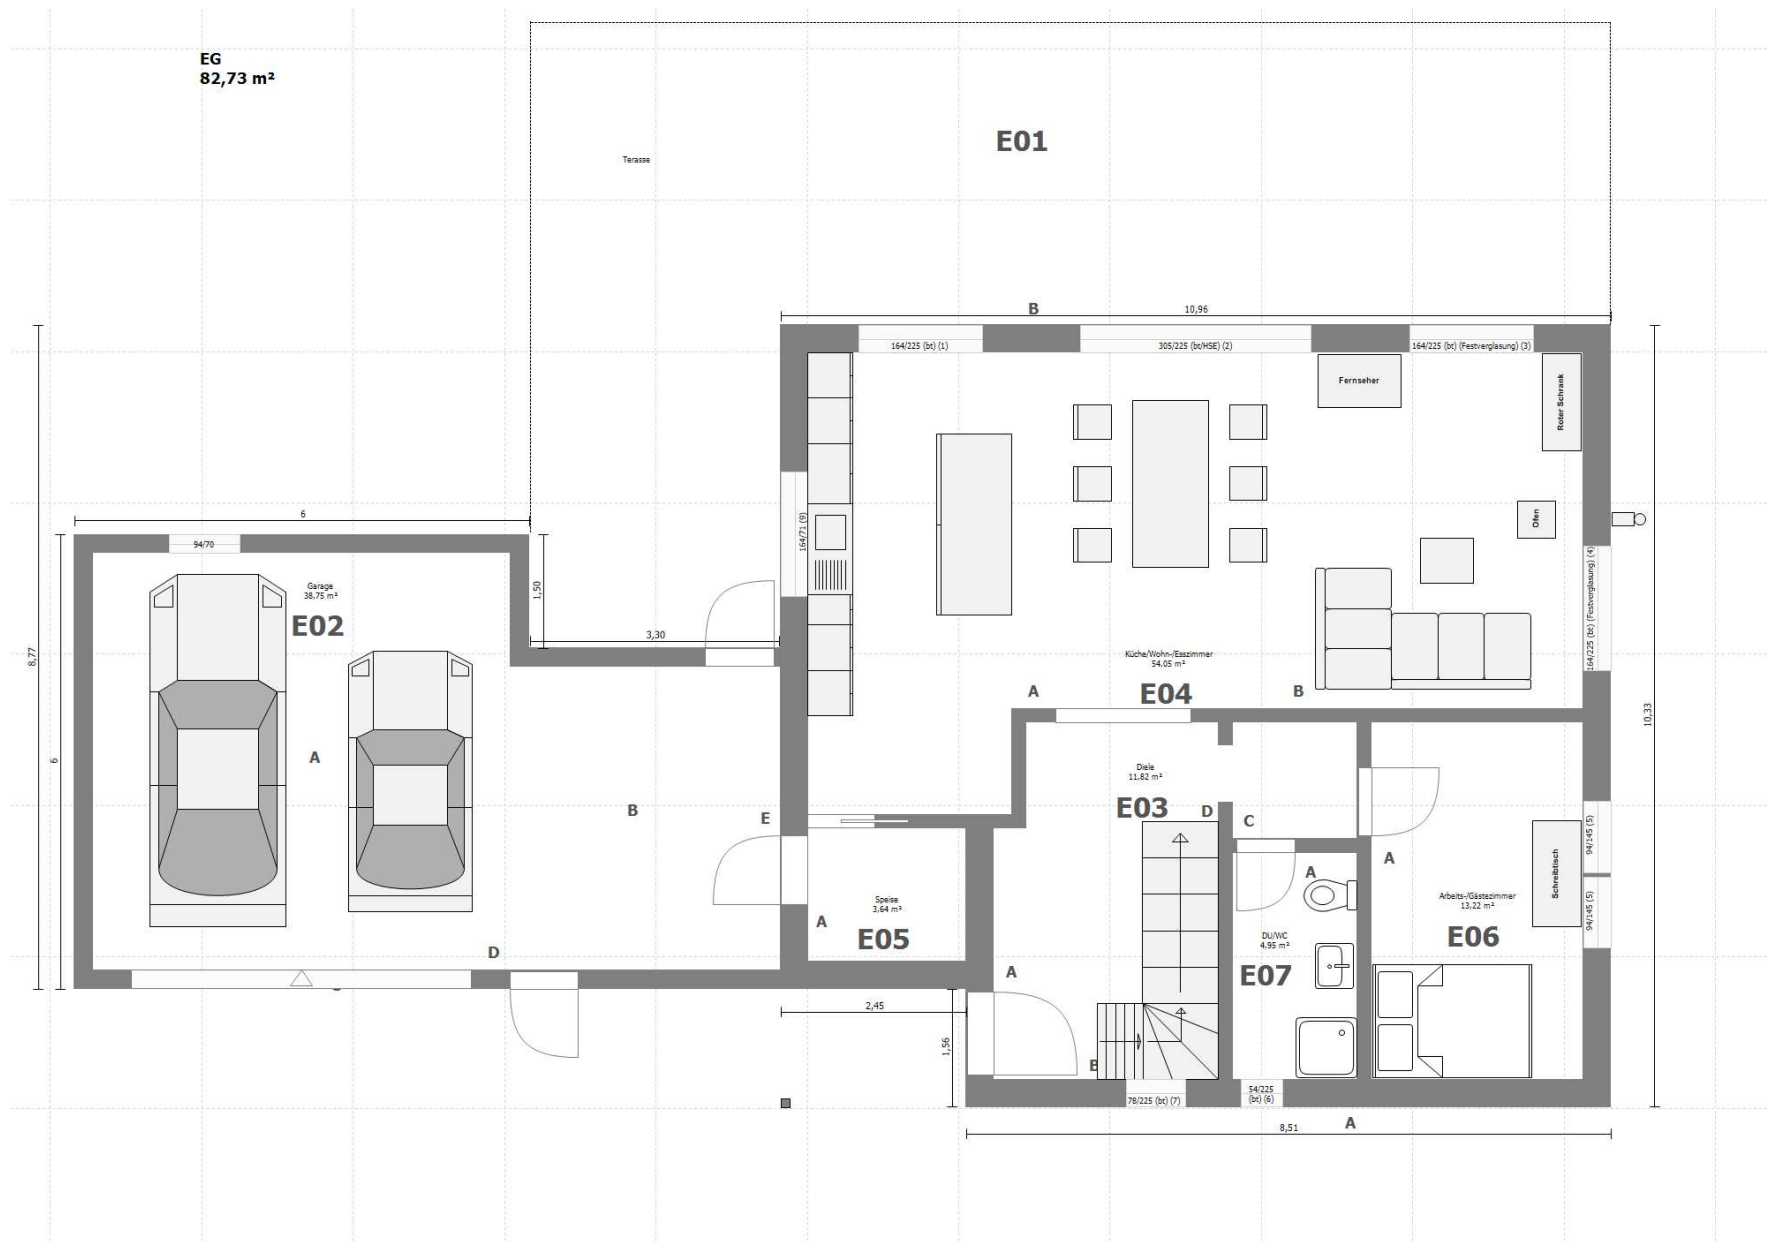 EG
82,73 m²
E01
Terasse
B
10,96
164/225 (bt) (1)
305/225 (bt/HSE) (2)
164/225 (bt) (Festverglasung) (3)
Fernseher
Roter Schrank
6
94/70
Garage
38,75 m²
E02
1,50
3,30
164/71 (9)
Ofen
164/225 (bt) (Festverglasung) (4)
8,77
6
Küche/Wohn-/Esszimmer
54,05 m²
A
E04
B
10,33
A
B
E
Diele
11,82 m²
E03
D
C
A
A
94/145 (5)
Schreibtisch
94/145 (5)
Speise
3,64 m²
A
E05
Arbeits-/Gästezimmer
13,22 m²
E06
DU/WC
4,95 m²
E07
D
A
2,45
1,56
B
78/225 (bt) (7)
54/225
(bt) (6)
A
8,51